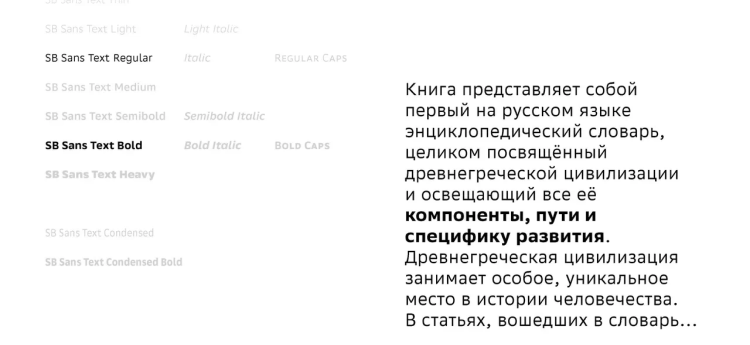 SB Sans Text Thin
SB Sans Text Light Light Italic
SB Sans Text Regular Italic Regular Caps
SB Sans Text Medium
SB Sans Text Semibold Semibold Italic
SB Sans Text Bold Bold Italic Bold Caps
SB Sans Text Heavy
SB Sans Text Condensed
SB Sans Text Condensed Bold
Книга представляет собой
первый на русском языке
энциклопедический словарь,
целиком посвящённый
древнегреческой цивилизации
и освещающий все её
компоненты, пути и
специфику развития.
Древнегреческая цивилизация
занимает особое, уникальное
место в истории человечества.
В статьях, вошедших в словарь...